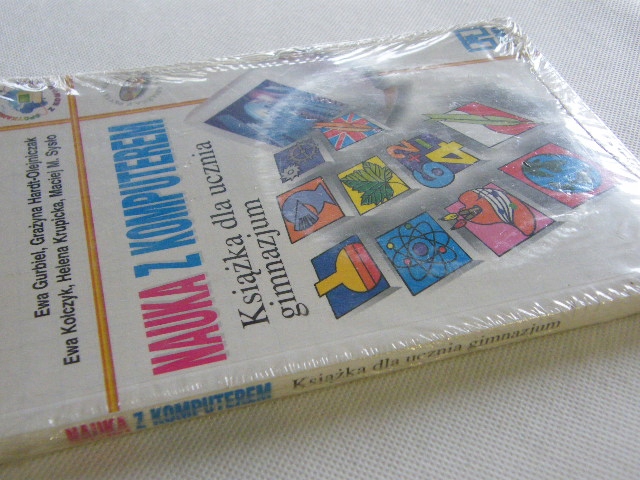 Ewa Gurbiel, Grażyna Hardt-Olejniczak
Ewa Kołczyk, Helena Krupicka, Maciej M. Sysło
NAUKA Z KOMPUTEREM
Książka dla ucznia
gimnazjum
NAUKA Z KOMPUTEREM Książka dla ucznia gimnazjum